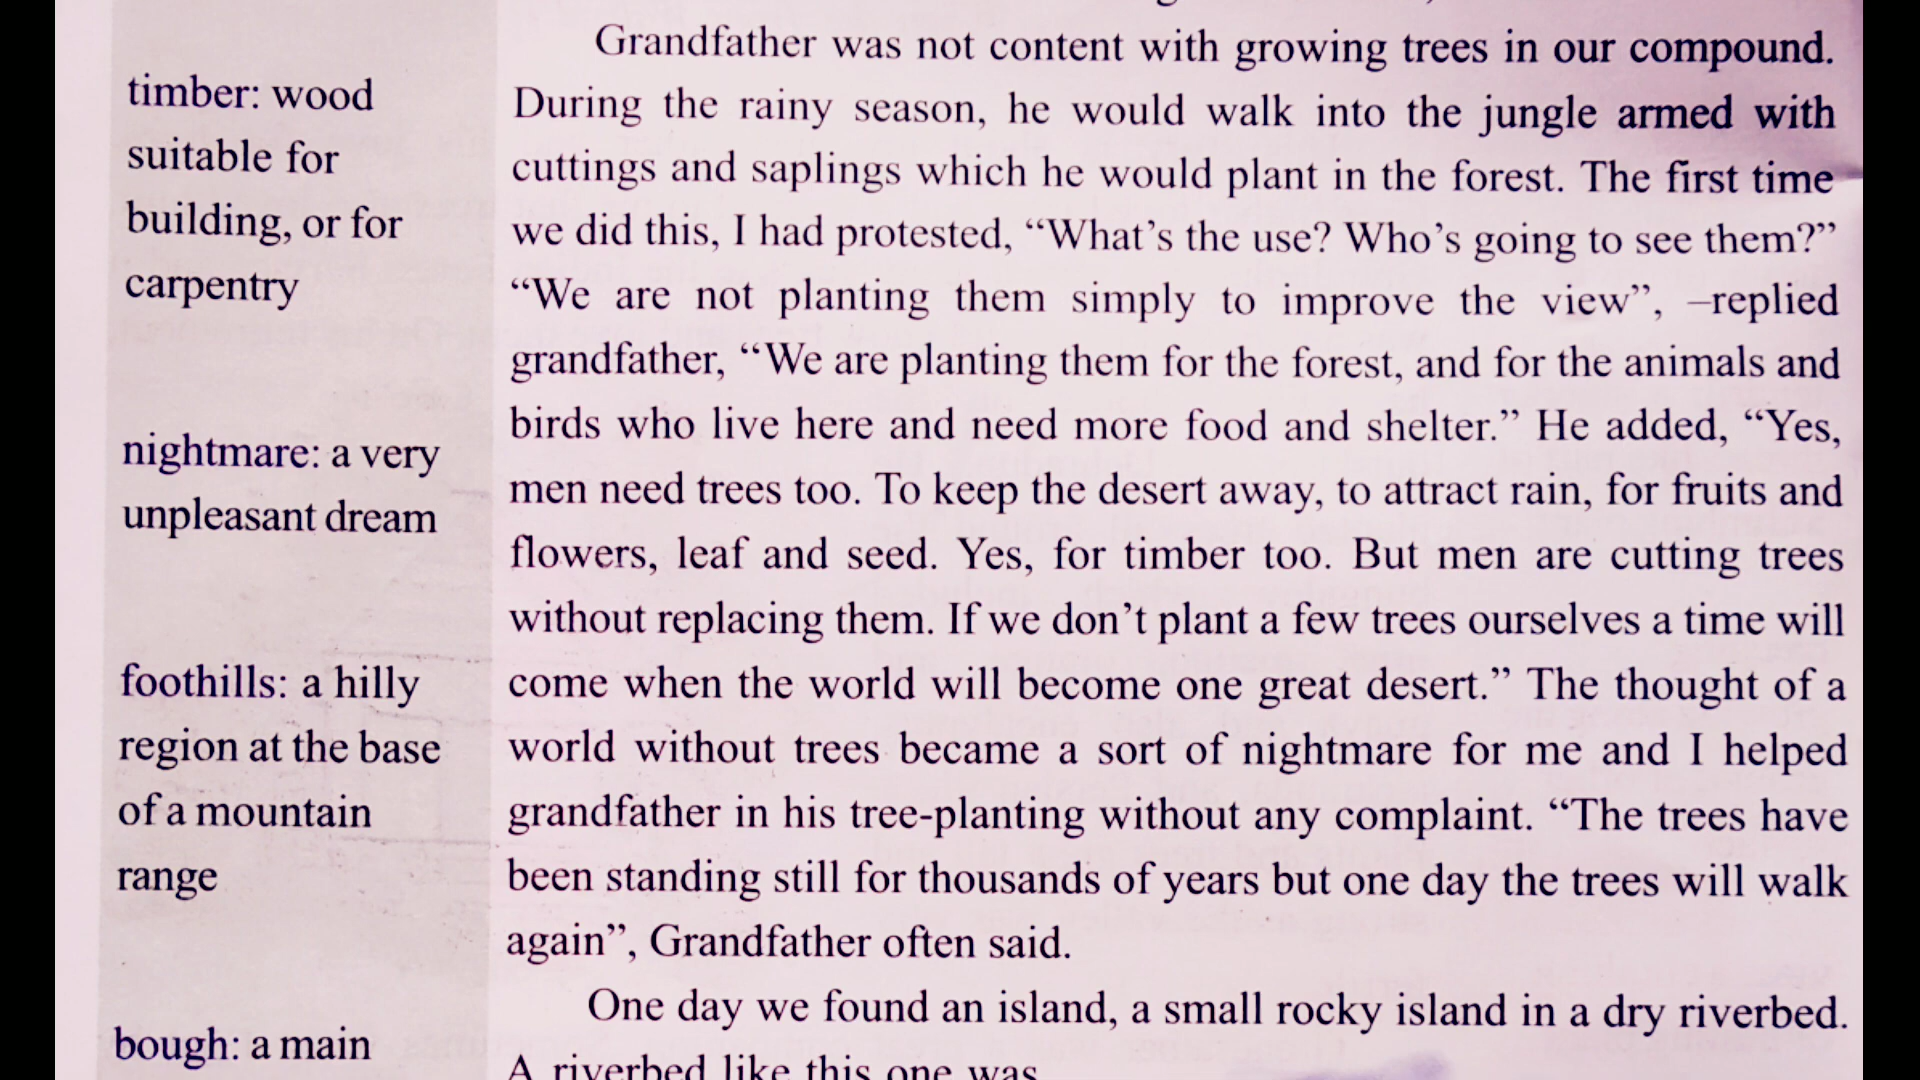 timber: wood
suitable for
building, or for
carpentry
nightmare: a very
unpleasant dream
foothills: a hilly
region at the base
of a mountain
range
bough: a main
Grandfather was not content with growing trees in our compound.
During the rainy season, he would walk into the jungle armed with
cuttings and saplings which he would plant in the forest. The first time
we did this, I had protested, “What’s the use? Who’s going to see them?”
“We are not planting them simply to improve the view”, –replied
grandfather, “We are planting them for the forest, and for the animals and
birds who live here and need more food and shelter.” He added, “Yes,
men need trees too. To keep the desert away, to attract rain, for fruits and
flowers, leaf and seed. Yes, for timber too. But men are cutting trees
without replacing them. If we don’t plant a few trees ourselves a time will
come when the world will become one great desert.” The thought of a
world without trees became a sort of nightmare for me and I helped
grandfather in his tree-planting without any complaint. “The trees have
been standing still for thousands of years but one day the trees will walk
again”, Grandfather often said.
One day we found an island, a small rocky island in a dry riverbed.
A riverbed like this one was